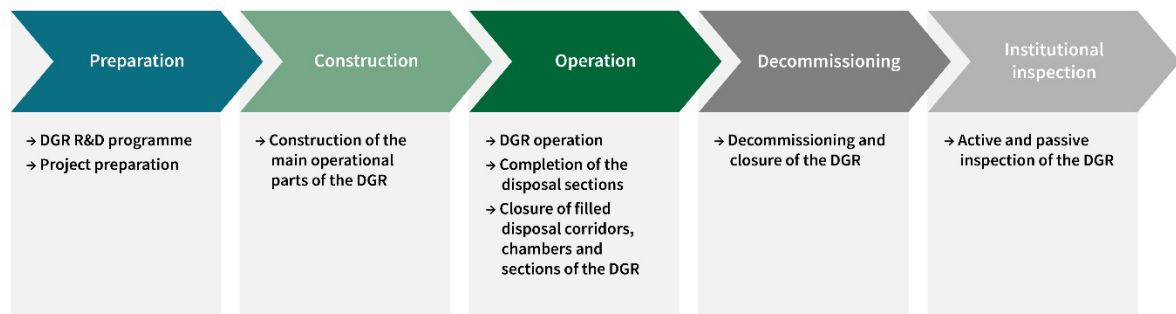 Preparation
→ DGR R&D programme
→ Project preparation
Construction
→ Construction of the
main operational
parts of the DGR
Operation
→ DGR operation
→ Completion of the
disposal sections
→ Closure of filled
disposal corridors,
chambers and
sections of the DGR
Decommissioning
→ Decommissioning and
closure of the DGR
Institutional
inspection
→ Active and passive
inspection of the DGR